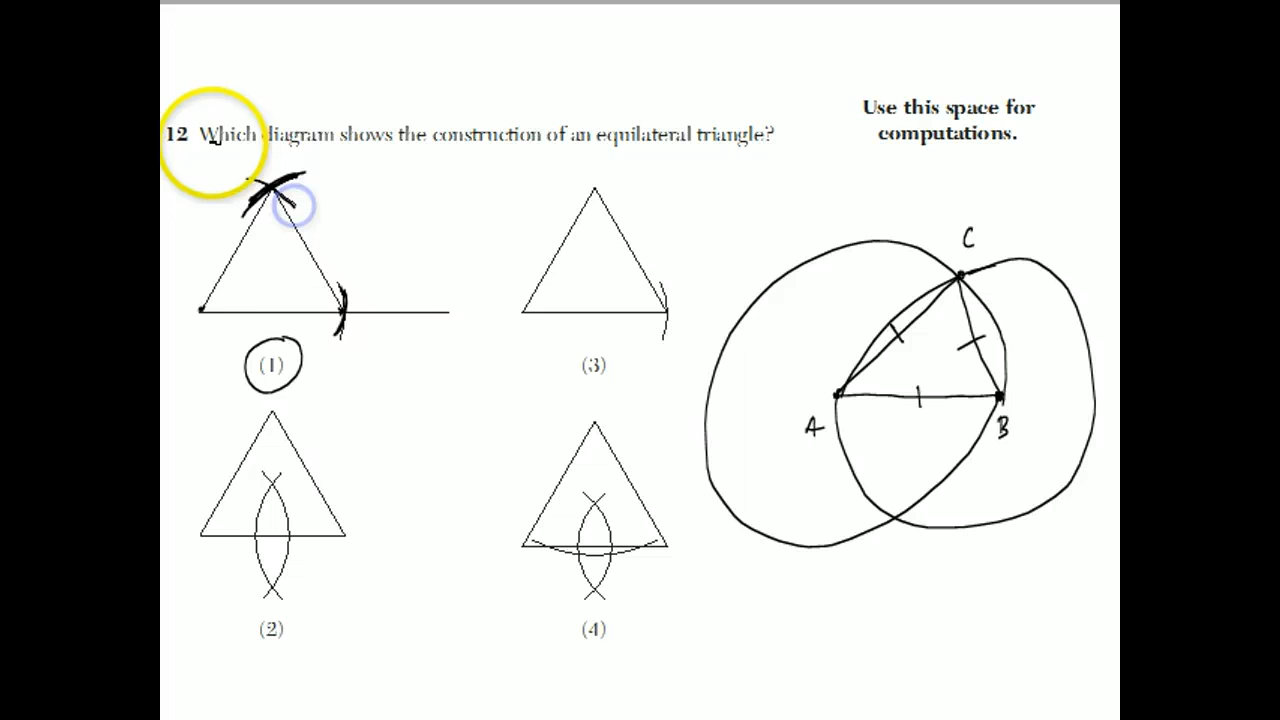 Use this space for
computations.
12 Which diagram shows the construction of an equilateral triangle?
(1)
(3)
(2)
(4)
C
A
B